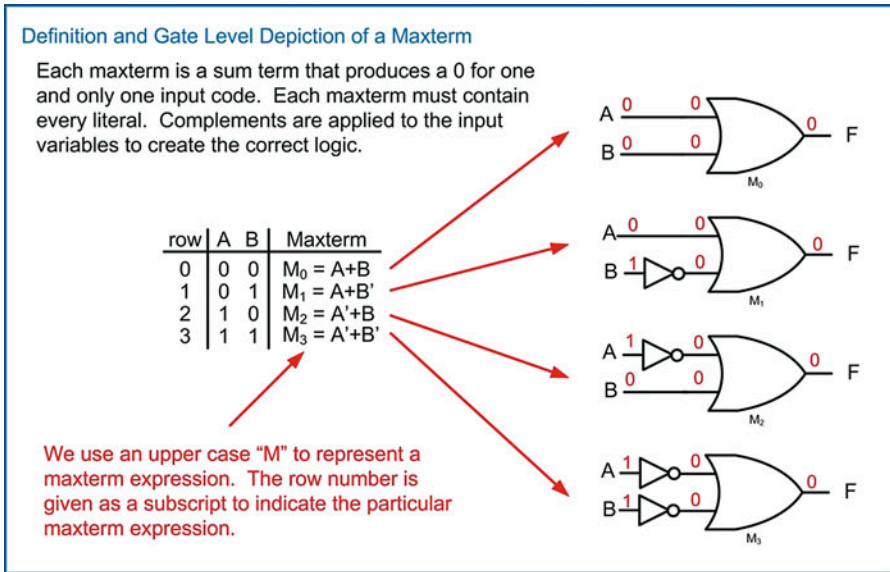 Definition and Gate Level Depiction of a Maxterm
Each maxterm is a sum term that produces a 0 for one
and only one input code. Each maxterm must contain
every literal. Complements are applied to the input
variables to create the correct logic.
row A B Maxterm
0 0 0 M₀ = A+B
1 0 1 M₁ = A+B’
2 1 0 M₂ = A’+B
3 1 1 M₃ = A’+B’
We use an upper case “M” to represent a
maxterm expression. The row number is
given as a subscript to indicate the particular
maxterm expression.
A 0 0
0 F
B 0 0
M₀
A 0 0
0 F
B 1 0
M₁
A 1 0
0 F
B 0 0
M₂
A 1 0
0 F
B 1 0
M₃